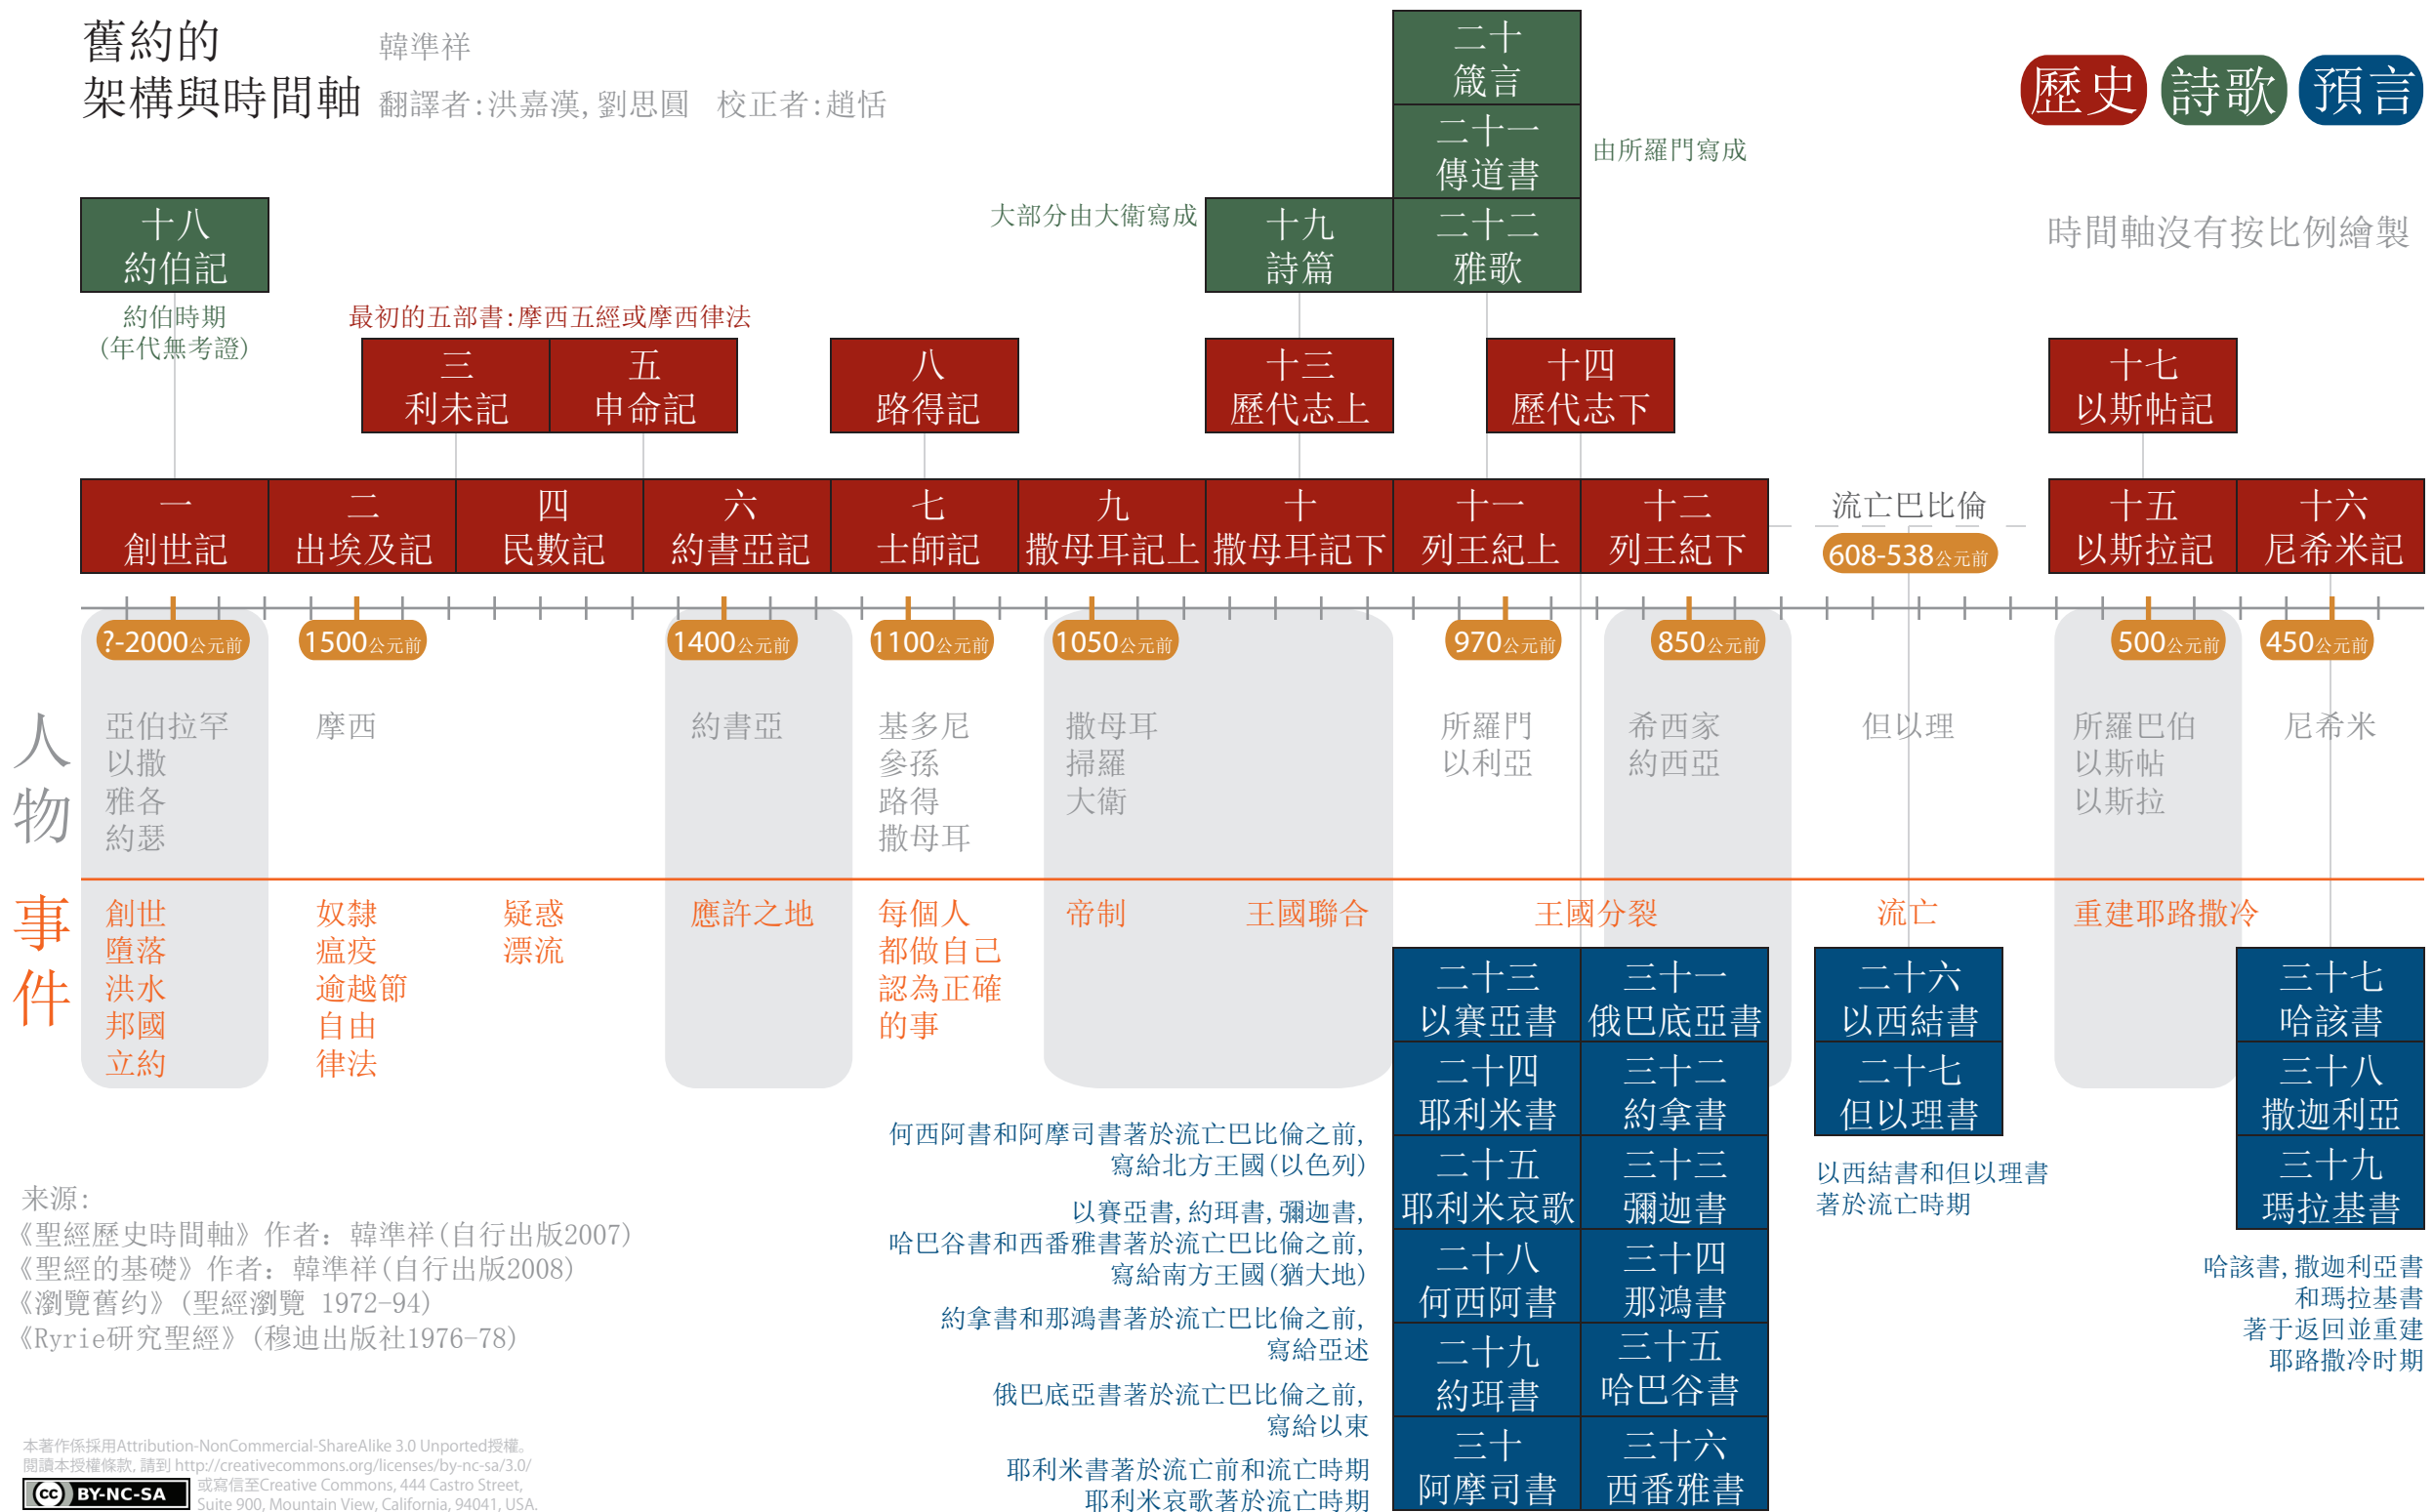 舊約的
架構與時間軸
韓準祥
翻譯者:洪嘉漢,劉思圓 校正者:趙恬
歷史
詩歌
預言
時間軸沒有按比例繪製
二十
箴言
二十一
傳道書
二十二
雅歌
由所羅門寫成
大部分由大衛寫成
十九
詩篇
十八
約伯記
約伯時期
(年代無考證)
最初的五部書:摩西五經或摩西律法
三
利未記
五
申命記
八
路得記
十三
歷代志上
十四
歷代志下
十七
以斯帖記
一
創世記
二
出埃及記
四
民數記
六
約書亞記
七
士師記
九
撒母耳記上
十
撒母耳記下
十一
列王紀上
十二
列王紀下
流亡巴比倫
608-538公元前
十五
以斯拉記
十六
尼希米記
?-2000公元前
1500公元前
1400公元前
1100公元前
1050公元前
970公元前
850公元前
500公元前
450公元前
人物
亞伯拉罕
以撒
雅各
約瑟
摩西
約書亞
基多尼
參孫
路得
撒母耳
撒母耳
掃羅
大衛
所羅門
以利亞
希西家
約西亞
但以理
所羅巴伯
以斯帖
以斯拉
尼希米
事件
創世
墮落
洪水
邦國
立約
奴隸
瘟疫
逾越節
自由
律法
疑惑
漂流
應許之地
每個人
都做自己
認為正確
的事
帝制
王國聯合
王國分裂
流亡
重建耶路撒冷
二十三
以賽亞書
二十四
耶利米書
二十五
耶利米哀歌
二十八
何西阿書
二十九
約珥書
三十
阿摩司書
三十一
俄巴底亞書
三十二
約拿書
三十三
彌迦書
三十四
那鴻書
三十五
哈巴谷書
三十六
西番雅書
二十六
以西結書
二十七
但以理書
以西結書和但以理書
著於流亡時期
三十七
哈該書
三十八
撒迦利亞
三十九
瑪拉基書
哈該書,撒迦利亞書
和瑪拉基書
著于返回並重建
耶路撒冷时期
何西阿書和阿摩司書著於流亡巴比倫之前,
寫給北方王國(以色列)
以賽亞書,約珥書,彌迦書,
哈巴谷書和西番雅書著於流亡巴比倫之前,
寫給南方王國(猶大地)
約拿書和那鴻書著於流亡巴比倫之前,
寫給亞述
俄巴底亞書著於流亡巴比倫之前,
寫給以東
耶利米書著於流亡前和流亡時期
耶利米哀歌著於流亡時期
来源:
《聖經歷史時間軸》作者: 韓準祥(自行出版2007)
《聖經的基礎》作者: 韓準祥(自行出版2008)
《瀏覽舊约》(聖經瀏覽 1972-94)
《Ryrie研究聖經》(穆迪出版社1976-78)
本著作係採用Attribution-NonCommercial-ShareAlike 3.0 Unported授權。
閱讀本授權條款, 請到 http://creativecommons.org/licenses/by-nc-sa/3.0/
或寫信至Creative Commons, 444 Castro Street,
Suite 900, Mountain View, California, 94041, USA.
cc BY-NC-SA